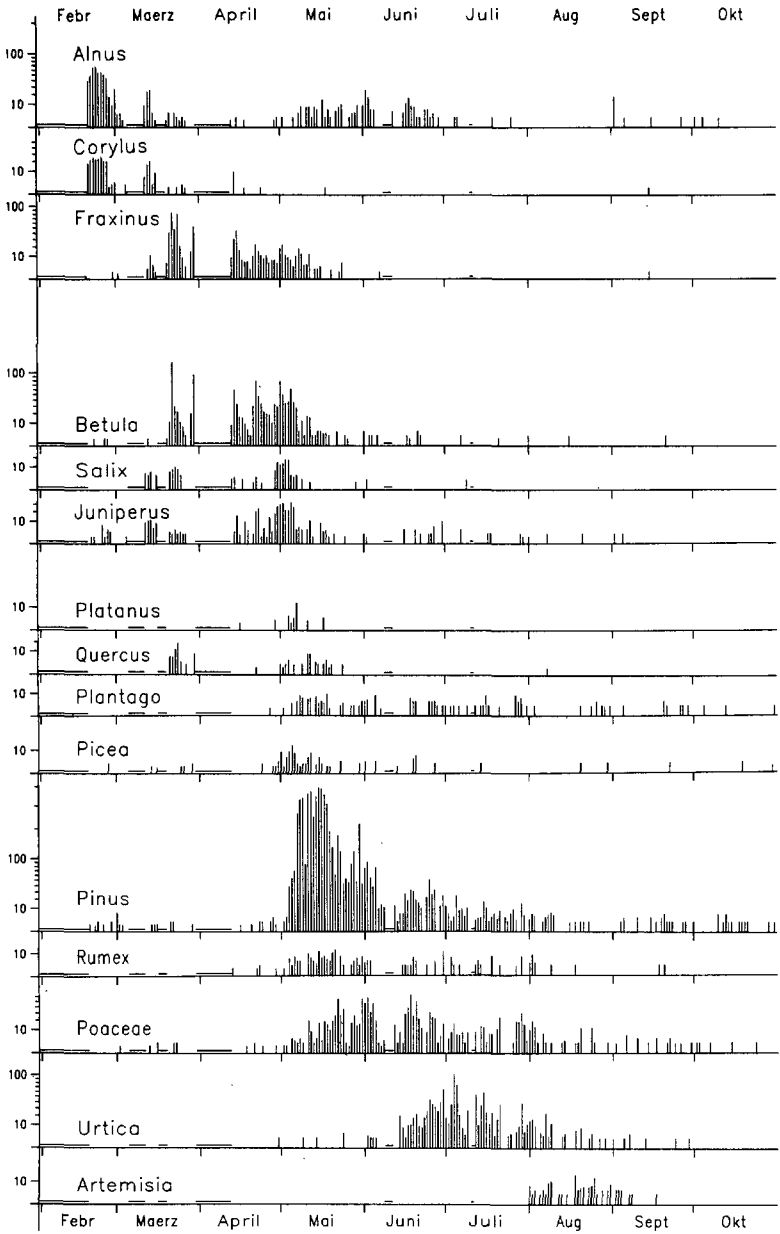 Febr Maerz April Mai Juni Juli Aug Sept Okt
Alnus
100
10
Corylus
10
Fraxinus
100
10
Betula
100
10
Salix
10
Juniperus
10
Platanus
10
Quercus
10
Plantago
10
Picea
10
Pinus
100
10
Rumex
10
Poaceae
10
Urtica
100
10
Artemisia
10
Febr Maerz April Mai Juni Juli Aug Sept Okt